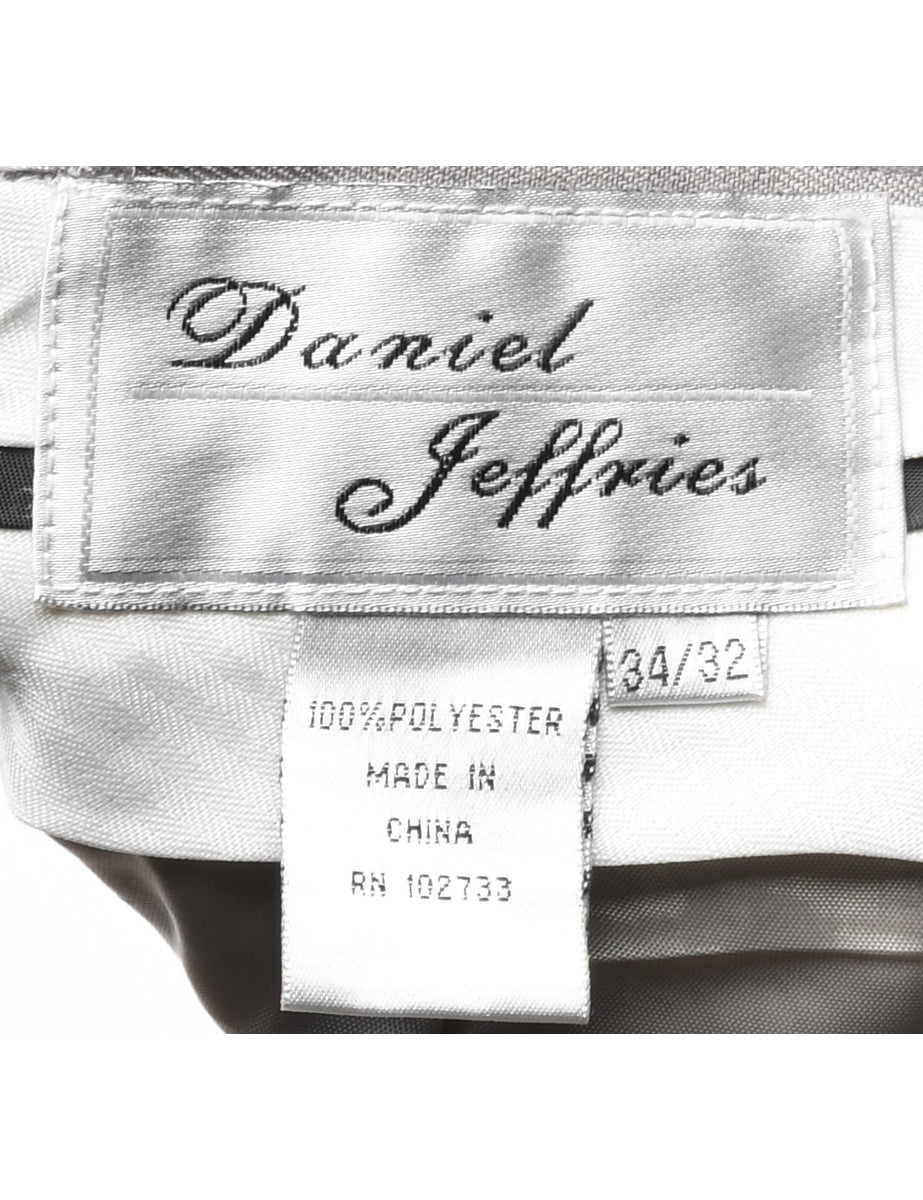 Daniel
Jeffries
34/32
100%POLYESTER
MADE IN
CHINA
RN 102733